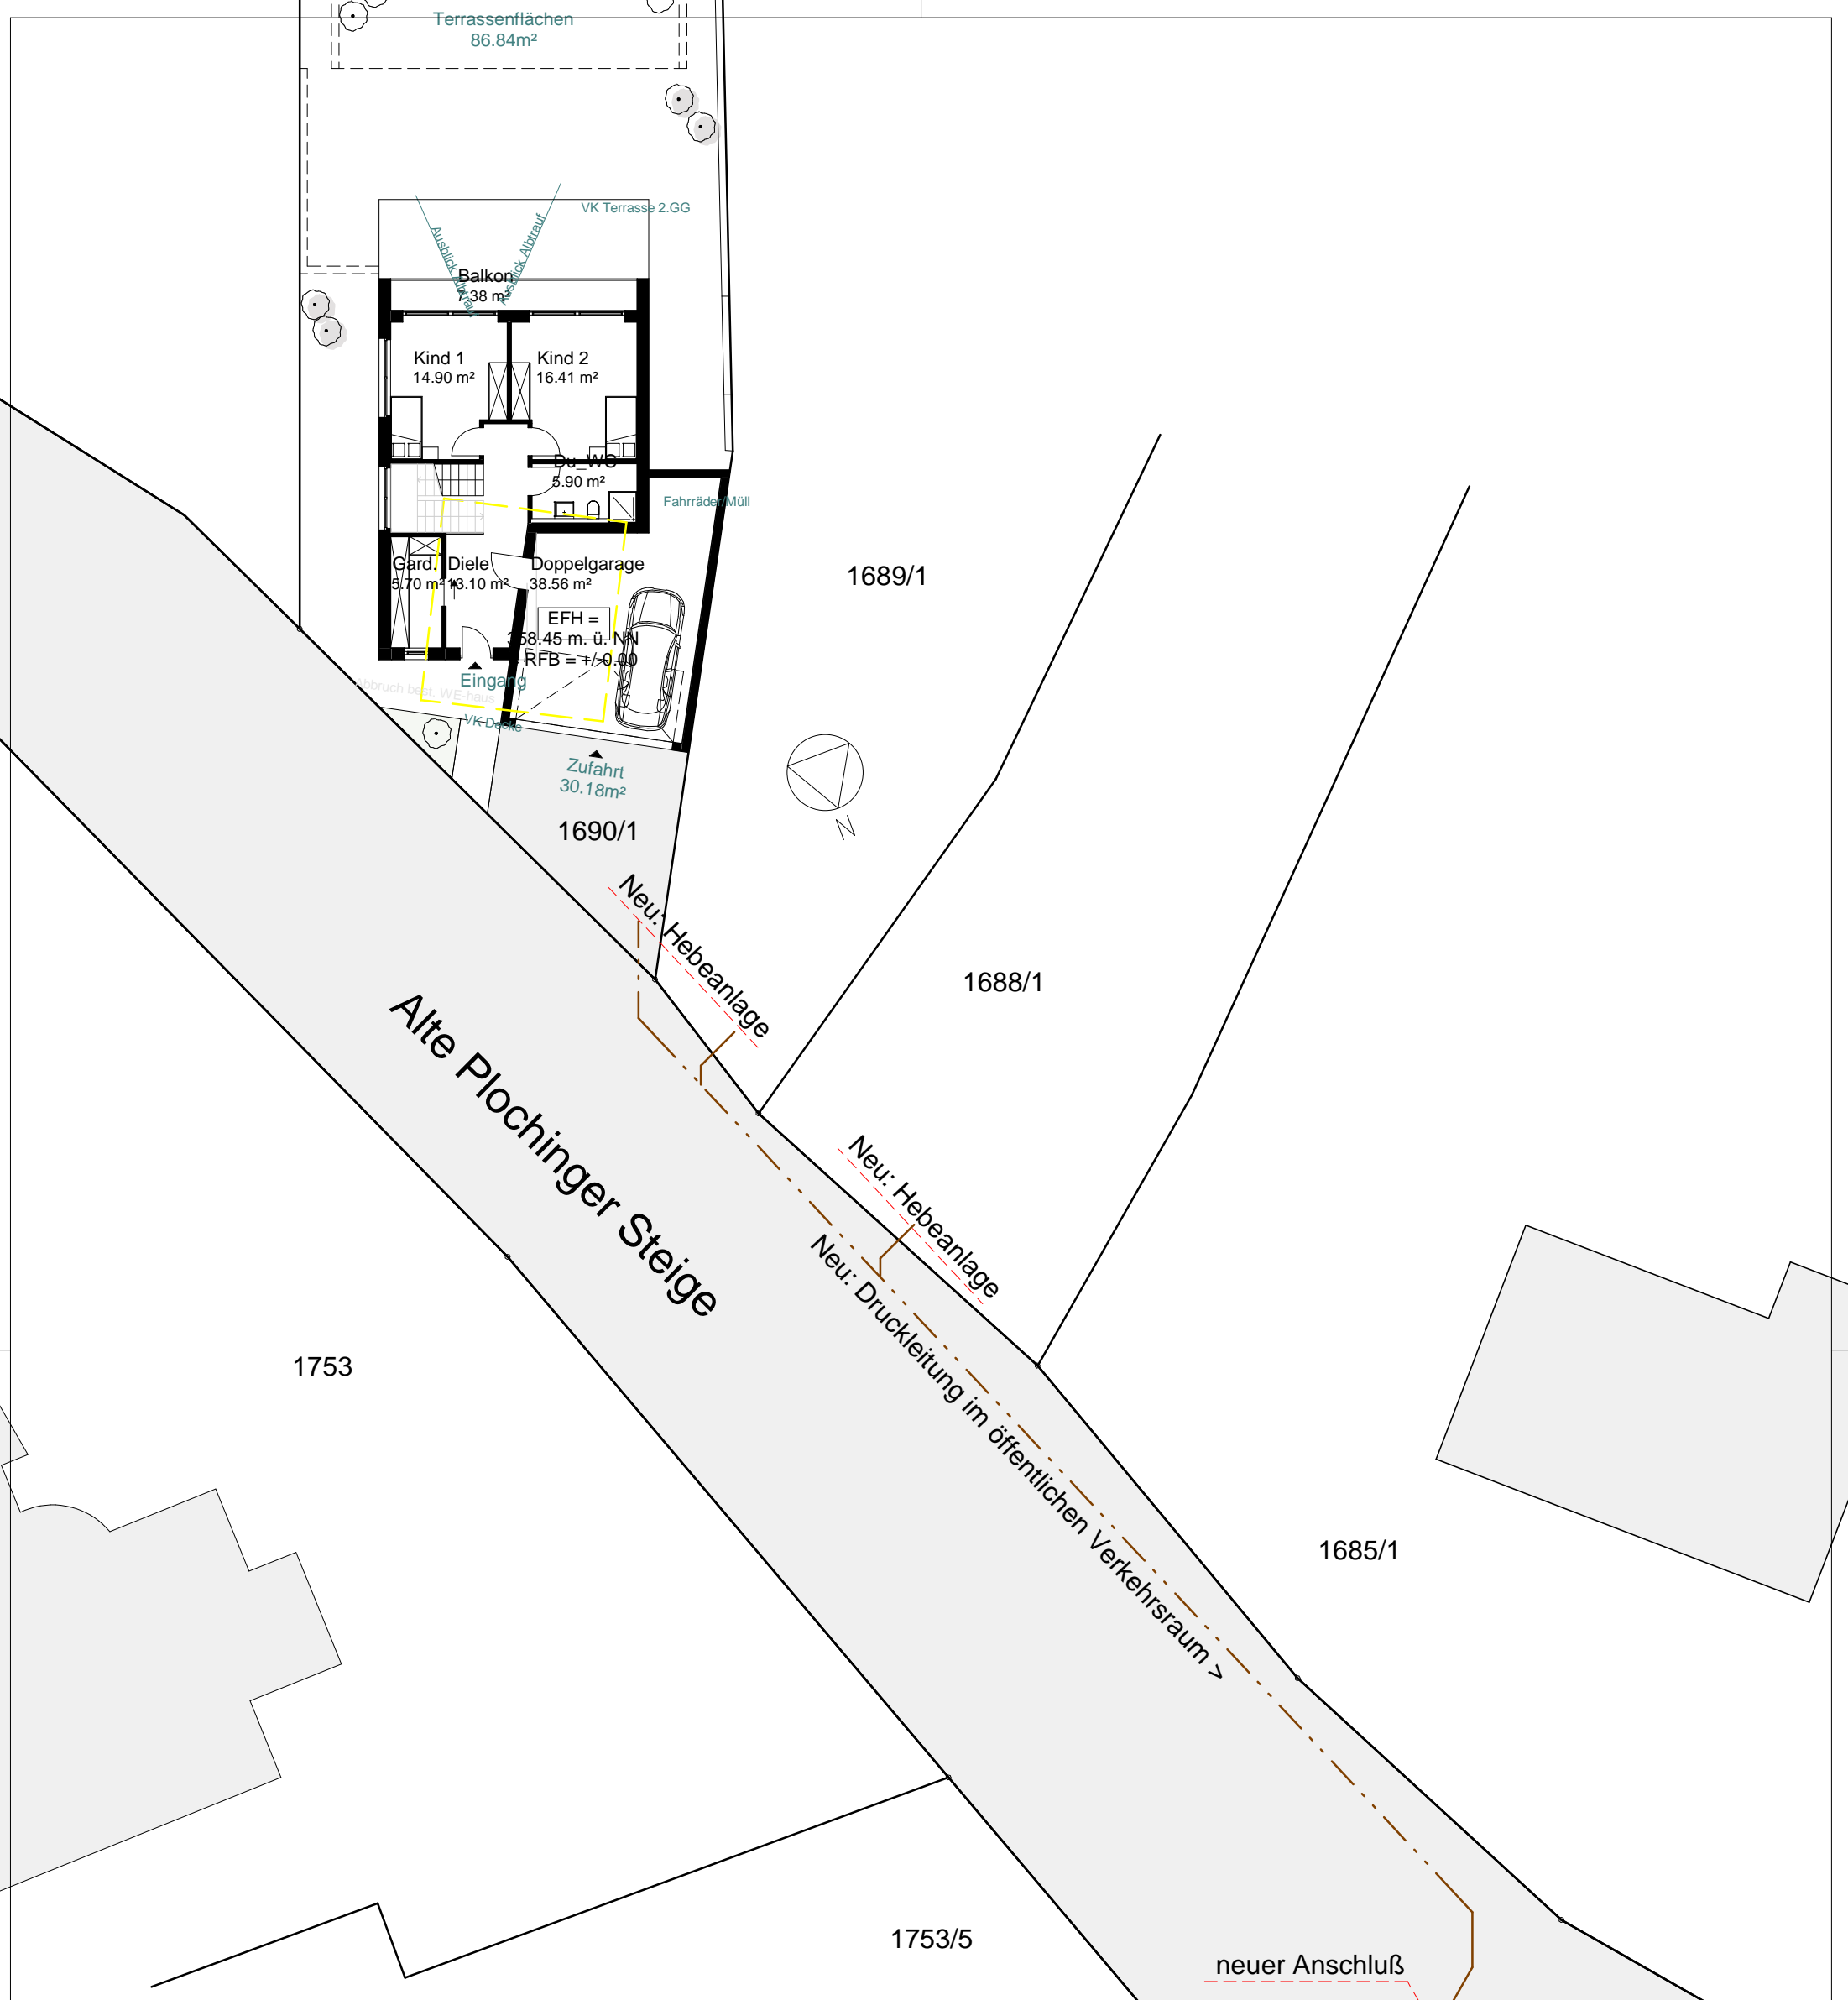 Terrassenflächen
86.84m²
VK Terrasse 2.GG
Ausblick Albtrauf
Ausblick Albtrauf
Balkon
7.38 m²
Kind 1
14.90 m²
Kind 2
16.41 m²
Du_WC
5.90 m²
Fahrräder/Müll
Gard.
5.70 m²
Diele
13.10 m²
Doppelgarage
38.56 m²
EFH =
358.45 m. ü. NN
RFB = +/-0.00
Eingang
Abbruch best. WE-haus
VK Decke
Zufahrt
30.18m²
1690/1
1689/1
N
Neu: Hebeanlage
1688/1
Alte Plochinger Steige
Neu: Hebeanlage
Neu: Druckleitung im öffentlichen Verkehrsraum >
1753
1685/1
1753/5
neuer Anschluß